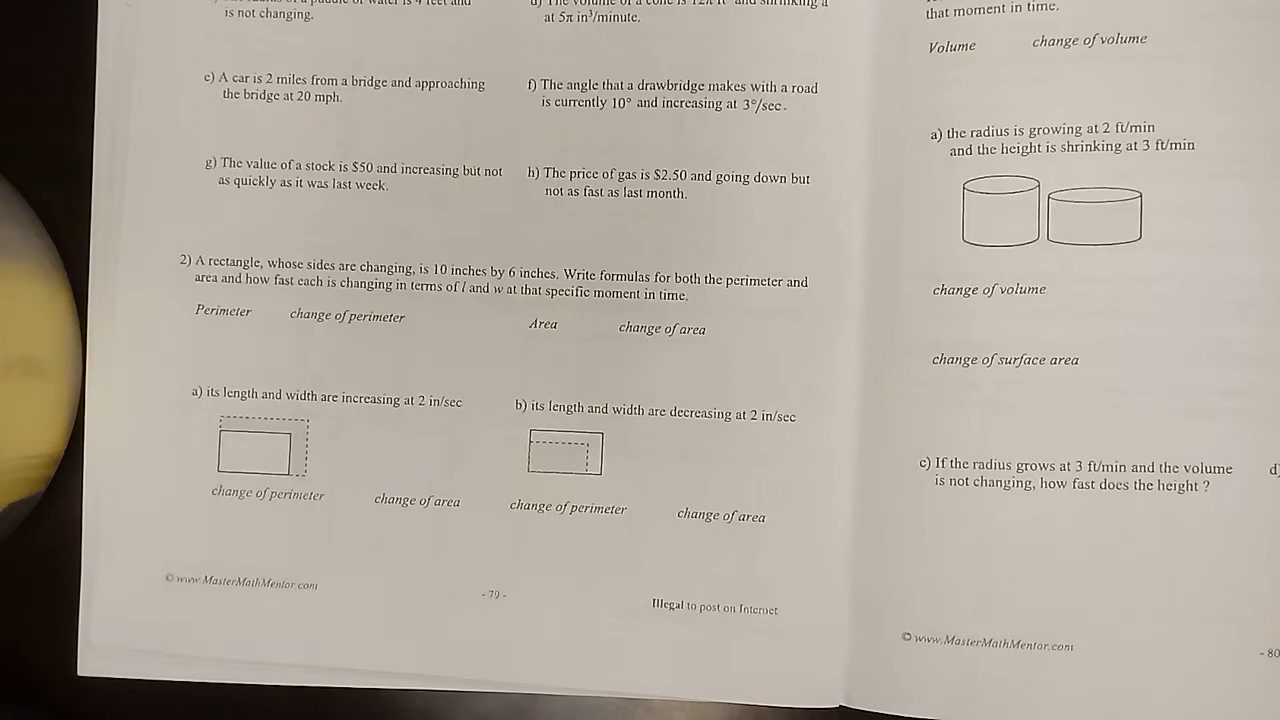 is not changing.
at 5π in³/minute.
e) A car is 2 miles from a bridge and approaching
the bridge at 20 mph.
f) The angle that a drawbridge makes with a road
is currently 10° and increasing at 3°/sec.
g) The value of a stock is $50 and increasing but not
as quickly as it was last week.
h) The price of gas is $2.50 and going down but
not as fast as last month.
2) A rectangle, whose sides are changing, is 10 inches by 6 inches. Write formulas for both the perimeter and
area and how fast each is changing in terms of l and w at that specific moment in time.
Perimeter change of perimeter Area change of area
a) its length and width are increasing at 2 in/sec
b) its length and width are decreasing at 2 in/sec
change of perimeter change of area change of perimeter change of area
© www.MasterMathMentor.com
- 79 -
Illegal to post on Internet
that moment in time.
Volume change of volume
a) the radius is growing at 2 ft/min
and the height is shrinking at 3 ft/min
change of volume
change of surface area
c) If the radius grows at 3 ft/min and the volume
is not changing, how fast does the height ?
d)
© www.MasterMathMentor.com
- 80